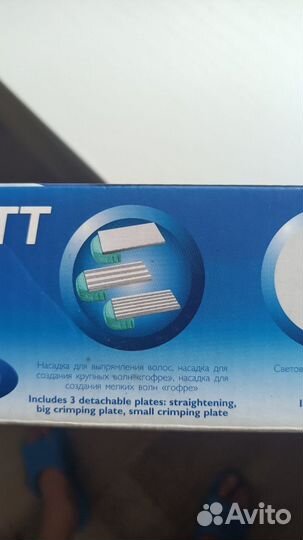 TT
Насадка для выпрямления волос, насадка для
создания крупных волн «гофре», насадка для
создания мелких волн «гофре»
Includes 3 detachable plates: straightening,
big crimping plate, small crimping plate
Светов
Avito